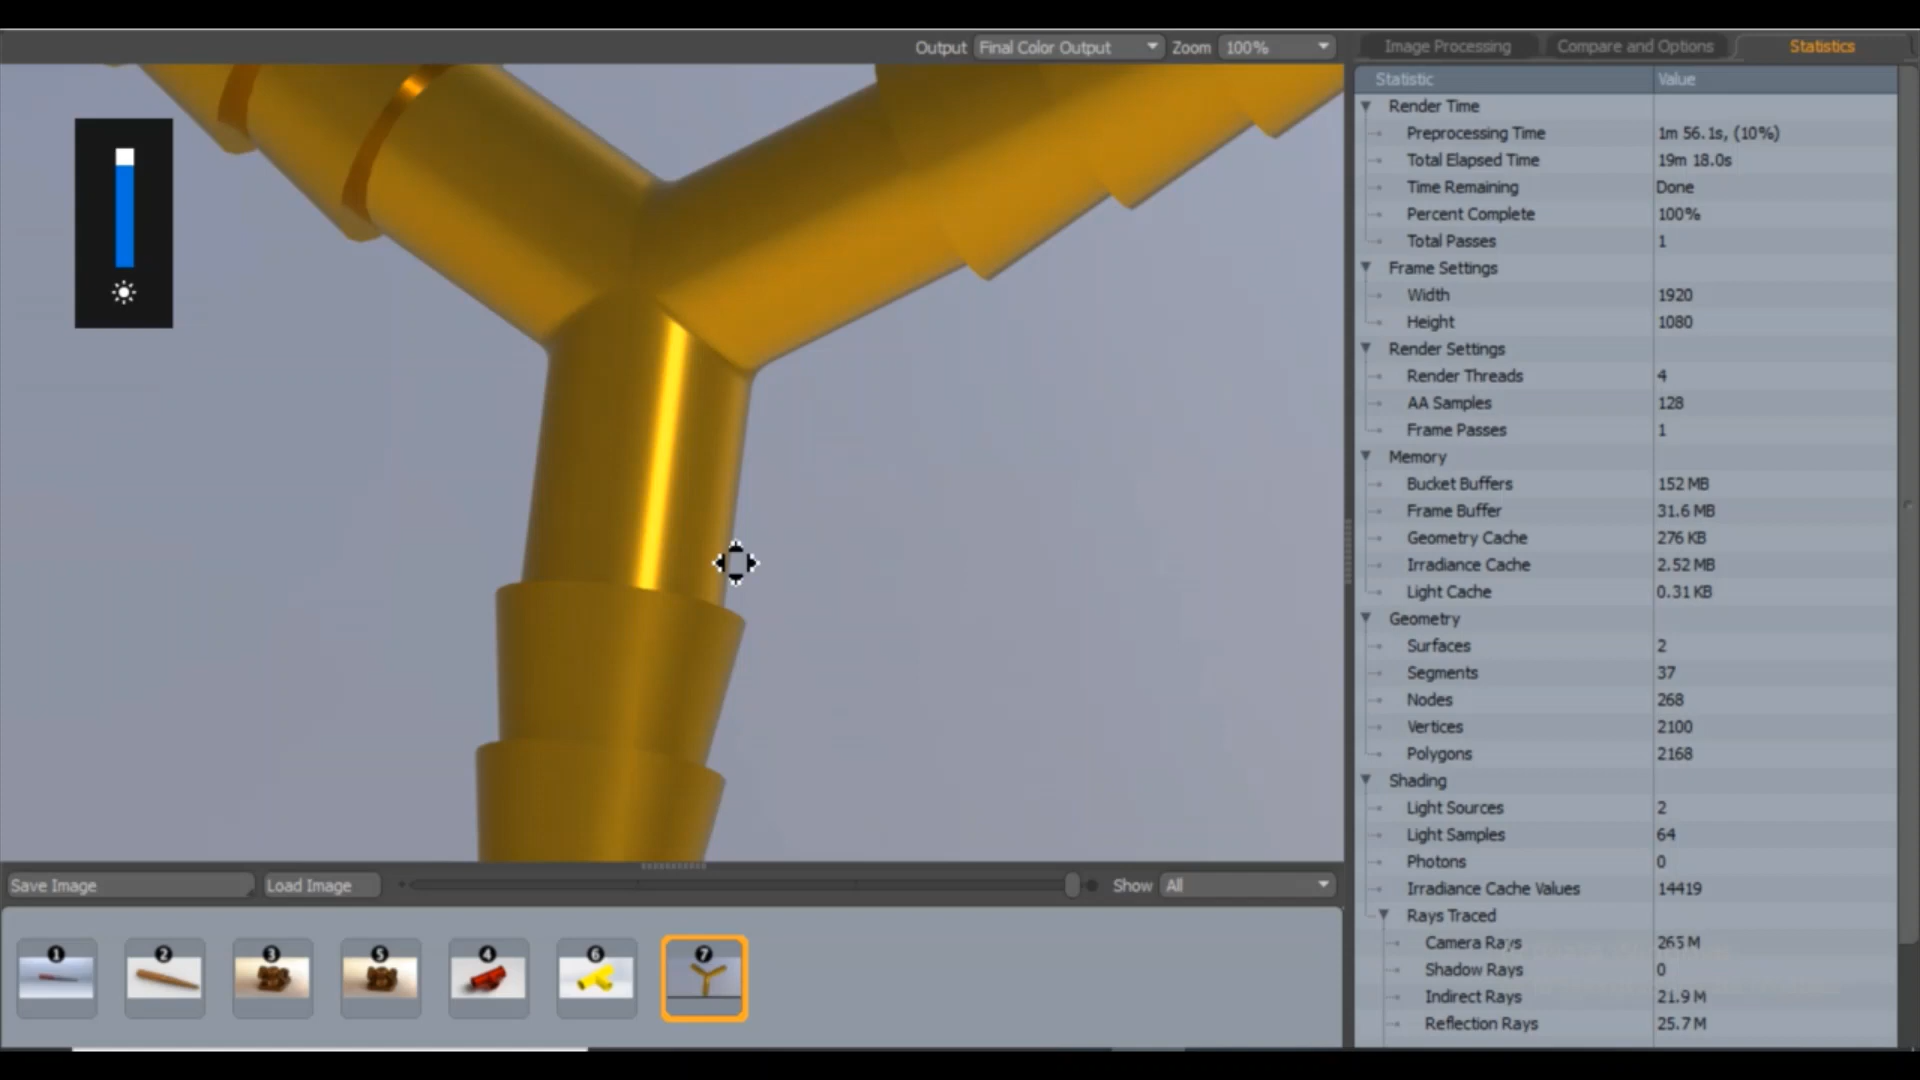 Output Final Color Output Zoom 100%
Image Processing Compare and Options Statistics
Statistic Value
Render Time
Preprocessing Time 1m 56.1s, (10%)
Total Elapsed Time 19m 18.0s
Time Remaining Done
Percent Complete 100%
Total Passes 1
Frame Settings
Width 1920
Height 1080
Render Settings
Render Threads 4
AA Samples 128
Frame Passes 1
Memory
Bucket Buffers 152 MB
Frame Buffer 31.6 MB
Geometry Cache 276 KB
Irradiance Cache 2.52 MB
Light Cache 0.31 KB
Geometry
Surfaces 2
Segments 37
Nodes 268
Vertices 2100
Polygons 2168
Shading
Light Sources 2
Light Samples 64
Photons 0
Irradiance Cache Values 14419
Rays Traced
Camera Rays 265 M
Shadow Rays 0
Indirect Rays 21.9 M
Reflection Rays 25.7 M
Save Image Load Image Show All
1 2 3 5 4 6 7